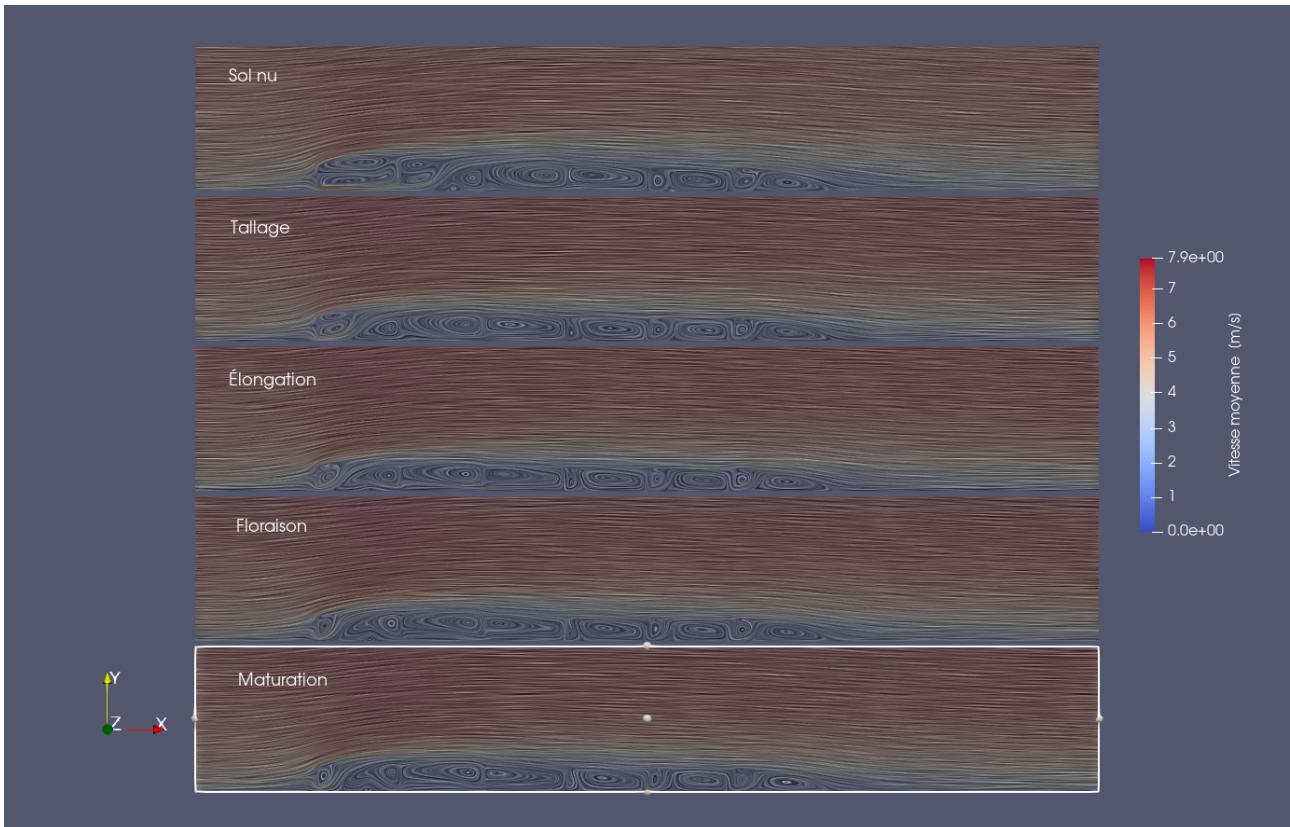 Sol nu
Tallage
Élongation
Floraison
Maturation
7.9e+00
7
6
5
4
3
2
1
0.0e+00
Vitesse moyenne (m/s)
Y
Z
X